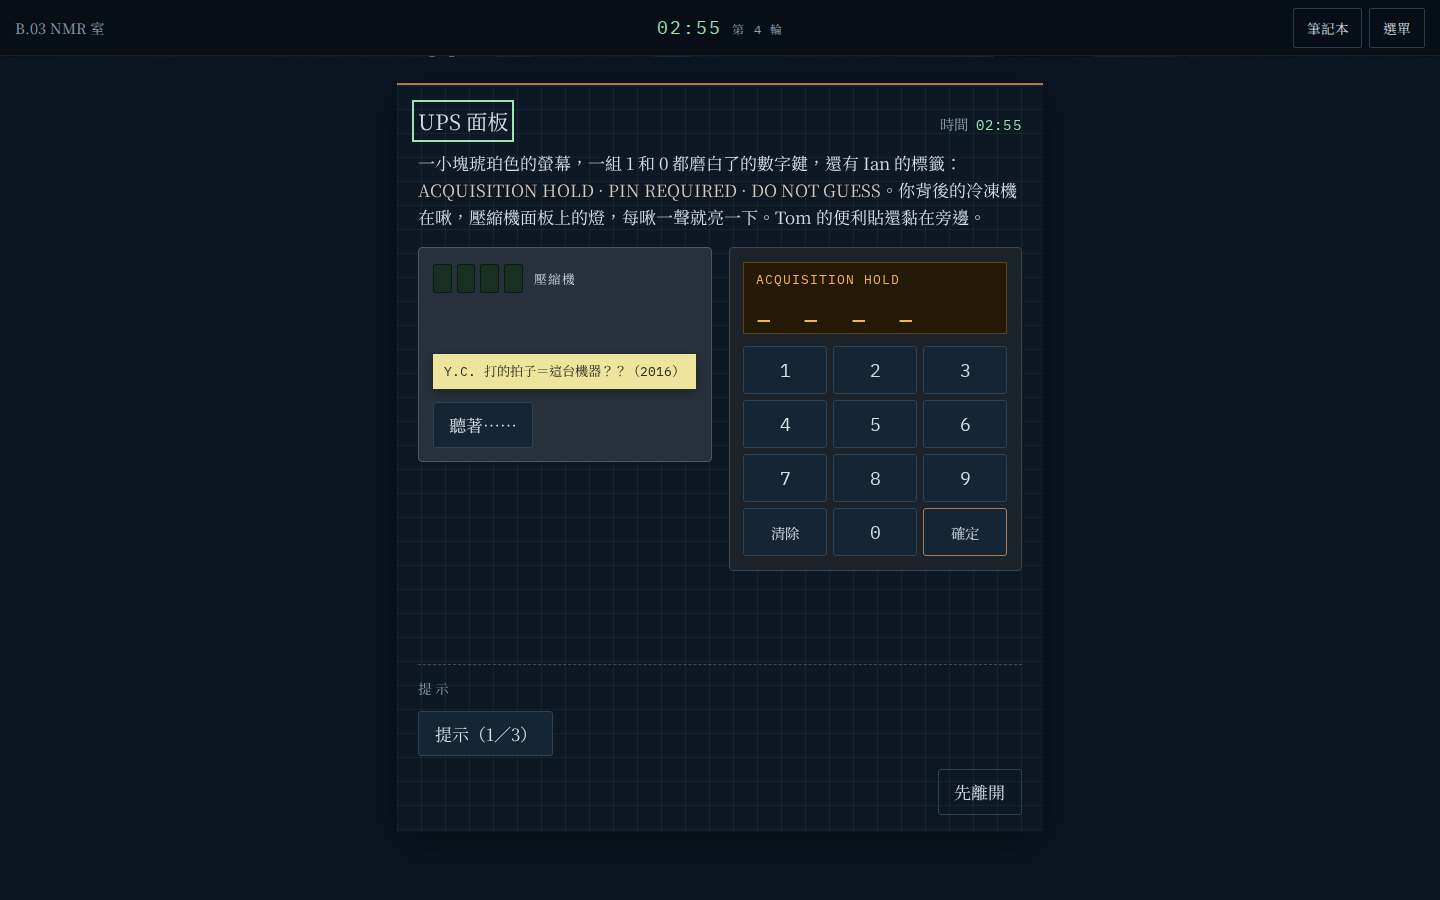 B.03 NMR 室
02:55 第 4 輪
筆記本
選單
UPS 面板
時間 02:55
一小塊琥珀色的螢幕，一組 1 和 0 都磨白了的數字鍵，還有 Ian 的標籤：
ACQUISITION HOLD · PIN REQUIRED · DO NOT GUESS。你背後的冷凍機
在啾，壓縮機面板上的燈，每啾一聲就亮一下。Tom 的便利貼還黏在旁邊。
壓縮機
Y.C. 打的拍子＝這台機器？？（2016）
聽著……
ACQUISITION HOLD
_ _ _ _
1 2 3
4 5 6
7 8 9
清除 0 確定
提示
提示（1／3）
先離開